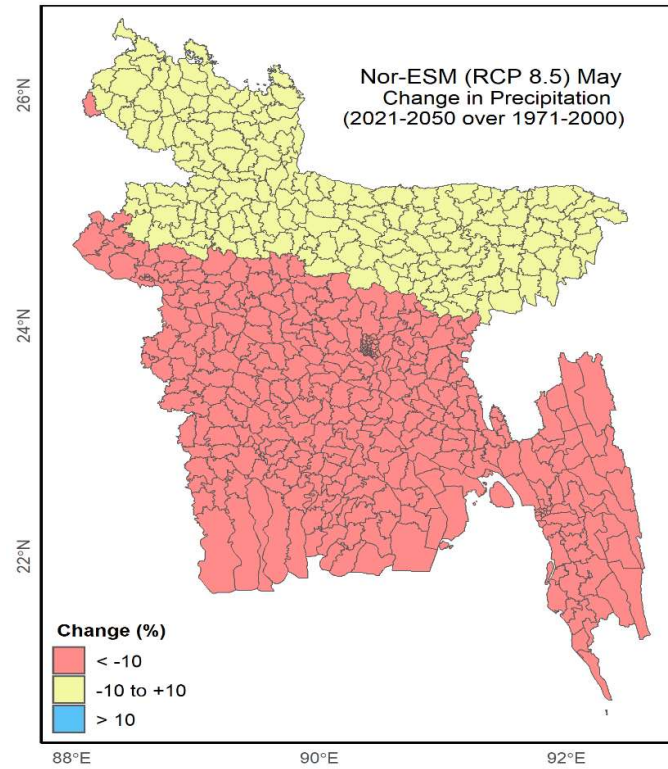 Nor-ESM (RCP 8.5) May
Change in Precipitation
(2021-2050 over 1971-2000)
26°N
24°N
22°N
Change (%)
< -10
-10 to +10
> 10
88°E
90°E
92°E